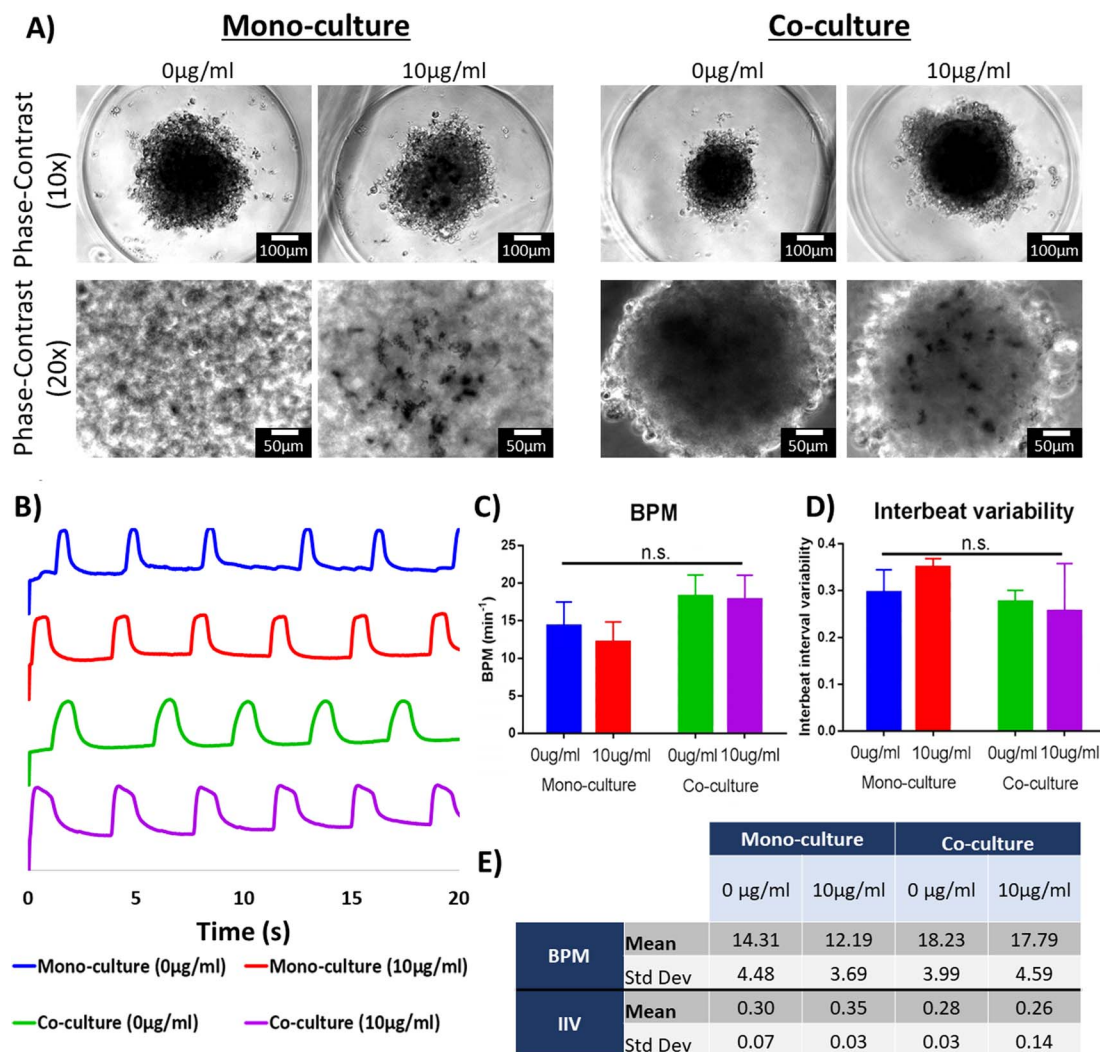 A)
Mono-culture
Co-culture
0µg/ml
10µg/ml
0µg/ml
10µg/ml
Phase-Contrast
(10x)
100µm
100µm
100µm
100µm
Phase-Contrast
(20x)
50µm
50µm
50µm
50µm
B)
0
5
10
15
20
Time (s)
Mono-culture (0µg/ml)
Mono-culture (10µg/ml)
Co-culture (0µg/ml)
Co-culture (10µg/ml)
C)
BPM
n.s.
BPM (min⁻¹)
25
20
15
10
5
0
0ug/ml
10ug/ml
0ug/ml
10ug/ml
Mono-culture
Co-culture
D)
Interbeat variability
n.s.
Interbeat interval variability
0.4
0.3
0.2
0.1
0.0
0ug/ml
10ug/ml
0ug/ml
10ug/ml
Mono-culture
Co-culture
E)
Mono-culture Co-culture
0 µg/ml 10µg/ml 0 µg/ml 10µg/ml
BPM
Mean 14.31 12.19 18.23 17.79
Std Dev 4.48 3.69 3.99 4.59
IIV
Mean 0.30 0.35 0.28 0.26
Std Dev 0.07 0.03 0.03 0.14